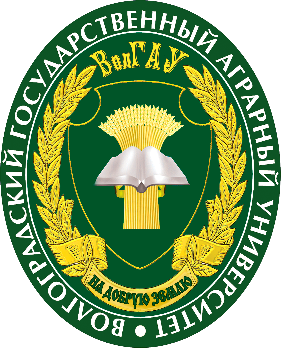 ВОЛГОГРАДСКИЙ ГОСУДАРСТВЕННЫЙ АГРАРНЫЙ УНИВЕРСИТЕТ •
ВолГАУ
НА ДОБРУЮ ЗЕМЛЮ